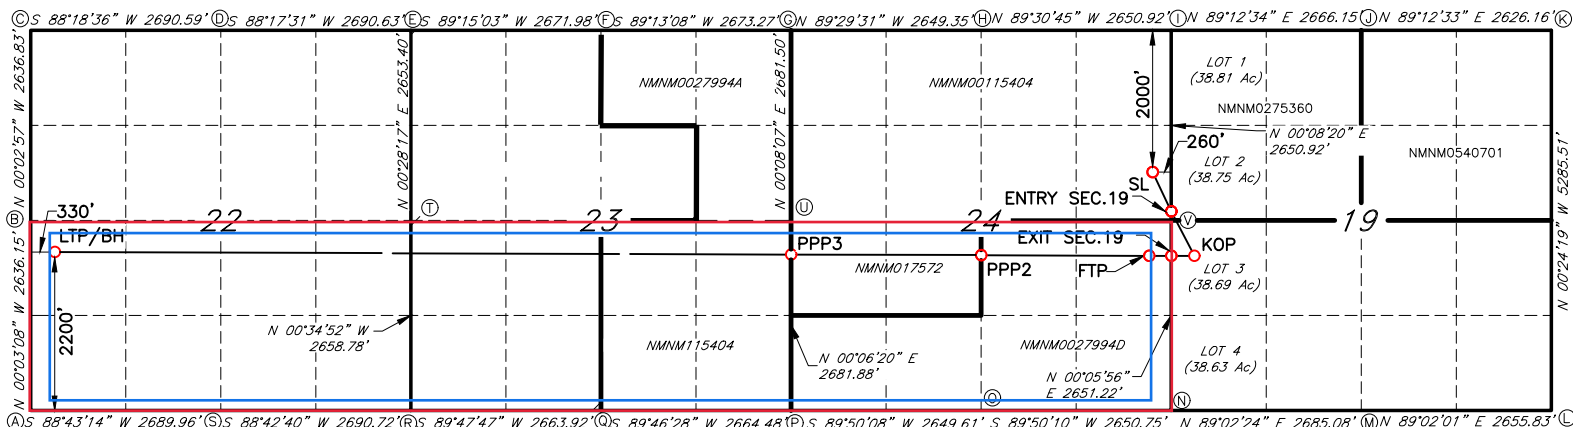 C S 88°18'36" W 2690.59' D S 88°17'31" W 2690.63' E S 89°15'03" W 2671.98' F S 89°13'08" W 2673.27' G S 89°29'31" W 2649.35' H N 89°30'45" W 2650.92' I N 89°12'34" E 2666.15' J N 89°12'33" E 2626.16' K
N 00°02'57" W 2636.83'
N 00°28'17" E 2653.40'
N 00°08'07" E 2681.50'
NMNM0027994A
NMNM00115404
2000'
LOT 1
(38.81 Ac)
NMNM0275360
N 00°08'20" E
2650.92'
260'
LOT 2
(38.75 Ac)
NMNM0540701
SL
ENTRY SEC.19
B
330'
22
T
23
U
24
V
19
LTP/BH
PPP3
EXIT SEC.19
KOP
NMNM017572
PPP2
FTP
LOT 3
(38.69 Ac)
N 00°24'19" W 5285.51'
N 00°03'08" W 2636.15'
2200'
N 00°34'52" W
2658.78'
NMNM115404
N 00°06'20" E
2681.88'
NMNM0027994D
N 00°05'56"
E 2651.22'
LOT 4
(38.63 Ac)
O
N
A S 88°43'14" W 2689.96' S S 88°42'40" W 2690.72' R S 89°47'47" W 2663.92' Q S 89°46'28" W 2664.48' P S 89°50'08" W 2649.61' S 89°50'10" W 2650.75' N 89°02'24" E 2685.08' M N 89°02'01" E 2655.83' L